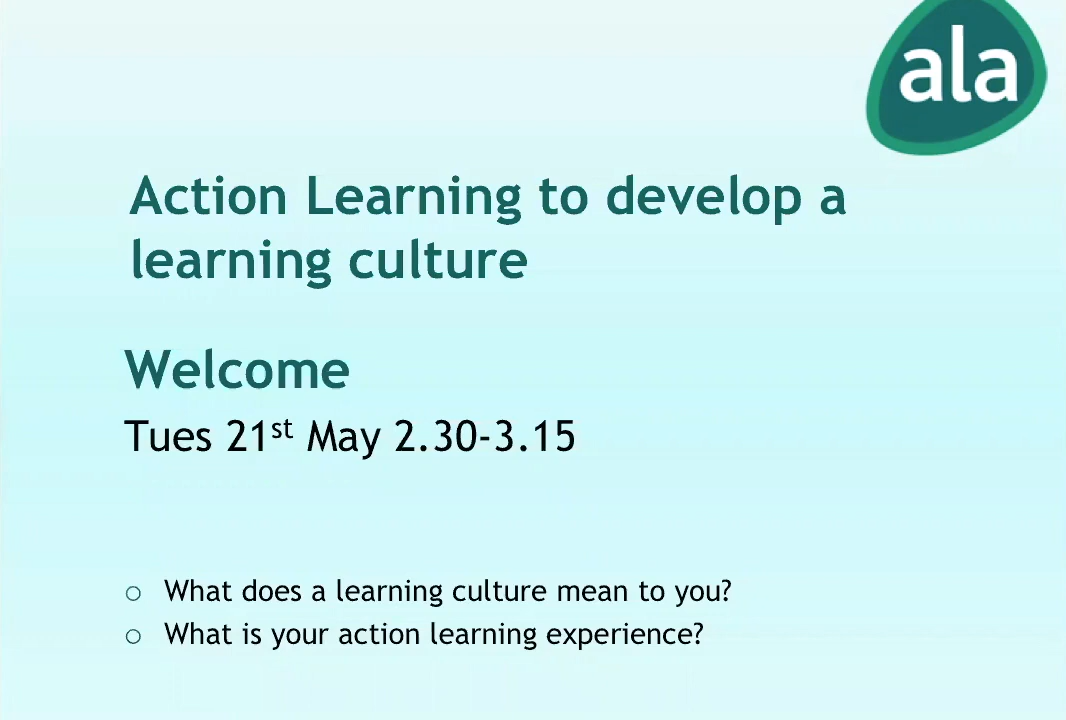 ala
Action Learning to develop a
learning culture
Welcome
Tues 21st May 2.30-3.15
What does a learning culture mean to you?
What is your action learning experience?